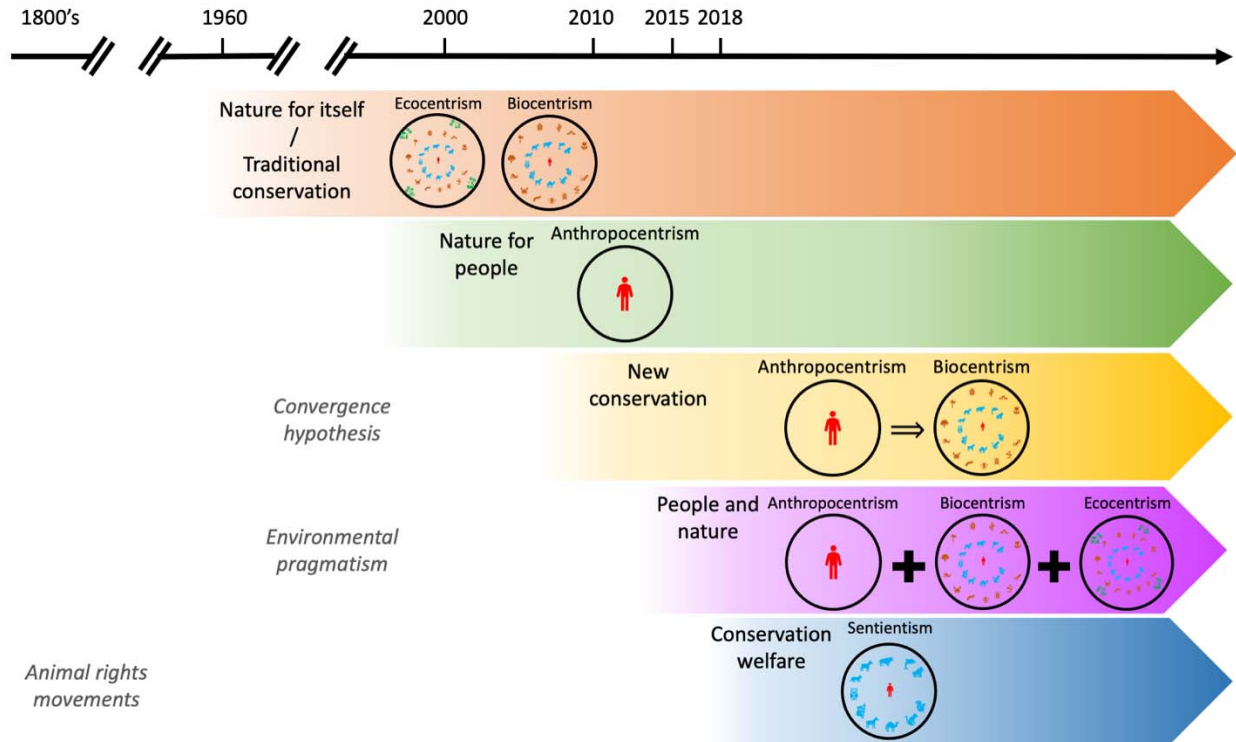 1800's 1960 2000 2010 2015 2018
Nature for itself
/
Traditional
conservation
Ecocentrism Biocentrism
Nature for
people
Anthropocentrism
Convergence
hypothesis
New
conservation
Anthropocentrism Biocentrism
⇒
Environmental
pragmatism
People and
nature
Anthropocentrism Biocentrism Ecocentrism
+ +
Animal rights
movements
Conservation
welfare
Sentientism